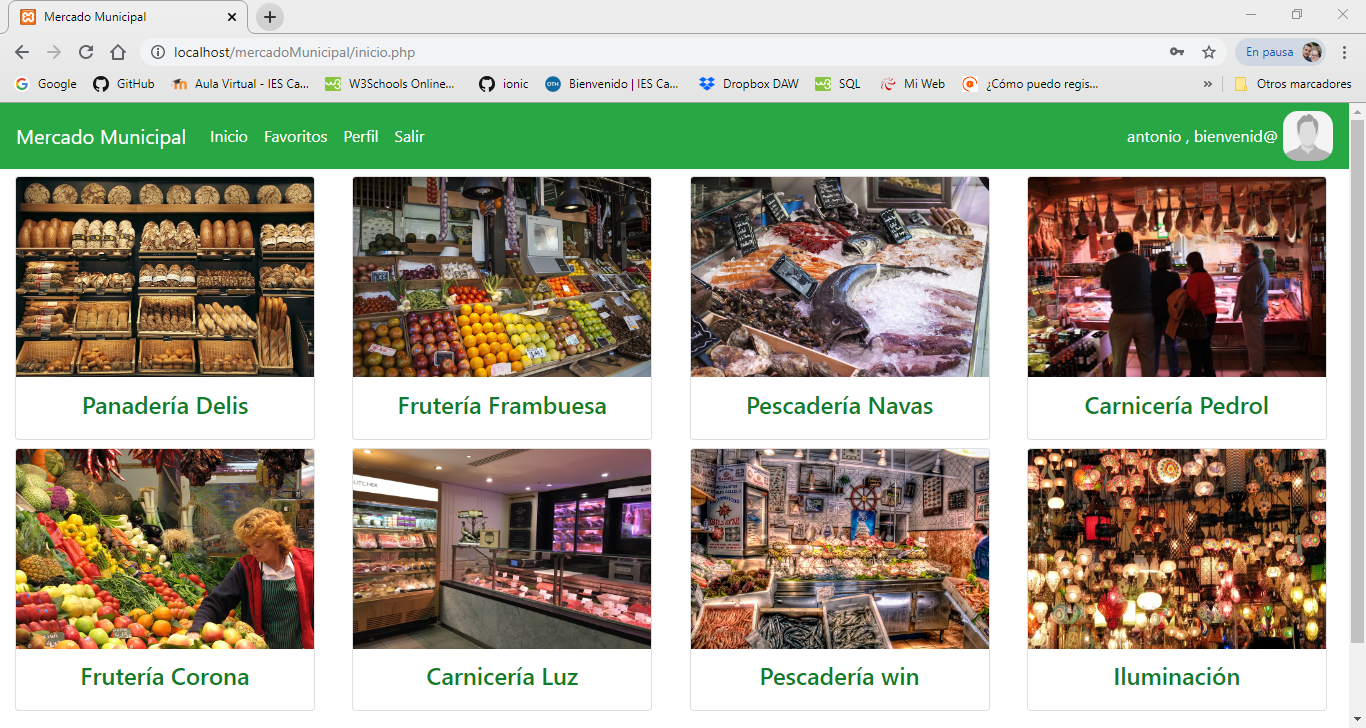 Mercado Municipal
localhost/mercadoMunicipal/inicio.php
En pausa
Google
GitHub
Aula Virtual - IES Ca...
W3Schools Online...
ionic
Bienvenido | IES Ca...
Dropbox DAW
SQL
Mi Web
¿Cómo puedo regis...
»
Otros marcadores
Mercado Municipal Inicio Favoritos Perfil Salir antonio , bienvenid@
Panadería Delis
Frutería Frambuesa
Pescadería Navas
Carnicería Pedrol
Frutería Corona
Carnicería Luz
Pescadería win
Iluminación